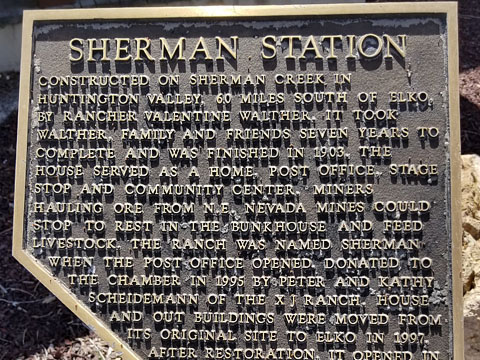 SHERMAN STATION
CONSTRUCTED ON SHERMAN CREEK IN
HUNTINGTON VALLEY, 60 MILES SOUTH OF ELKO,
BY RANCHER VALENTINE WALTHER. IT TOOK
WALTHER, FAMILY AND FRIENDS SEVEN YEARS TO
COMPLETE AND WAS FINISHED IN 1903. THE
HOUSE SERVED AS A HOME, POST OFFICE, STAGE
STOP AND COMMUNITY CENTER. MINERS
HAULING ORE FROM N.E. NEVADA MINES COULD
STOP TO REST IN THE BUNKHOUSE AND FEED
LIVESTOCK. THE RANCH WAS NAMED SHERMAN
WHEN THE POST OFFICE OPENED. DONATED TO
THE CHAMBER IN 1995 BY PETER AND KATHY
SCHEIDEMANN OF THE X J RANCH. HOUSE
AND OUT BUILDINGS WERE MOVED FROM
ITS ORIGINAL SITE TO ELKO IN 1997.
AFTER RESTORATION, IT OPENED IN